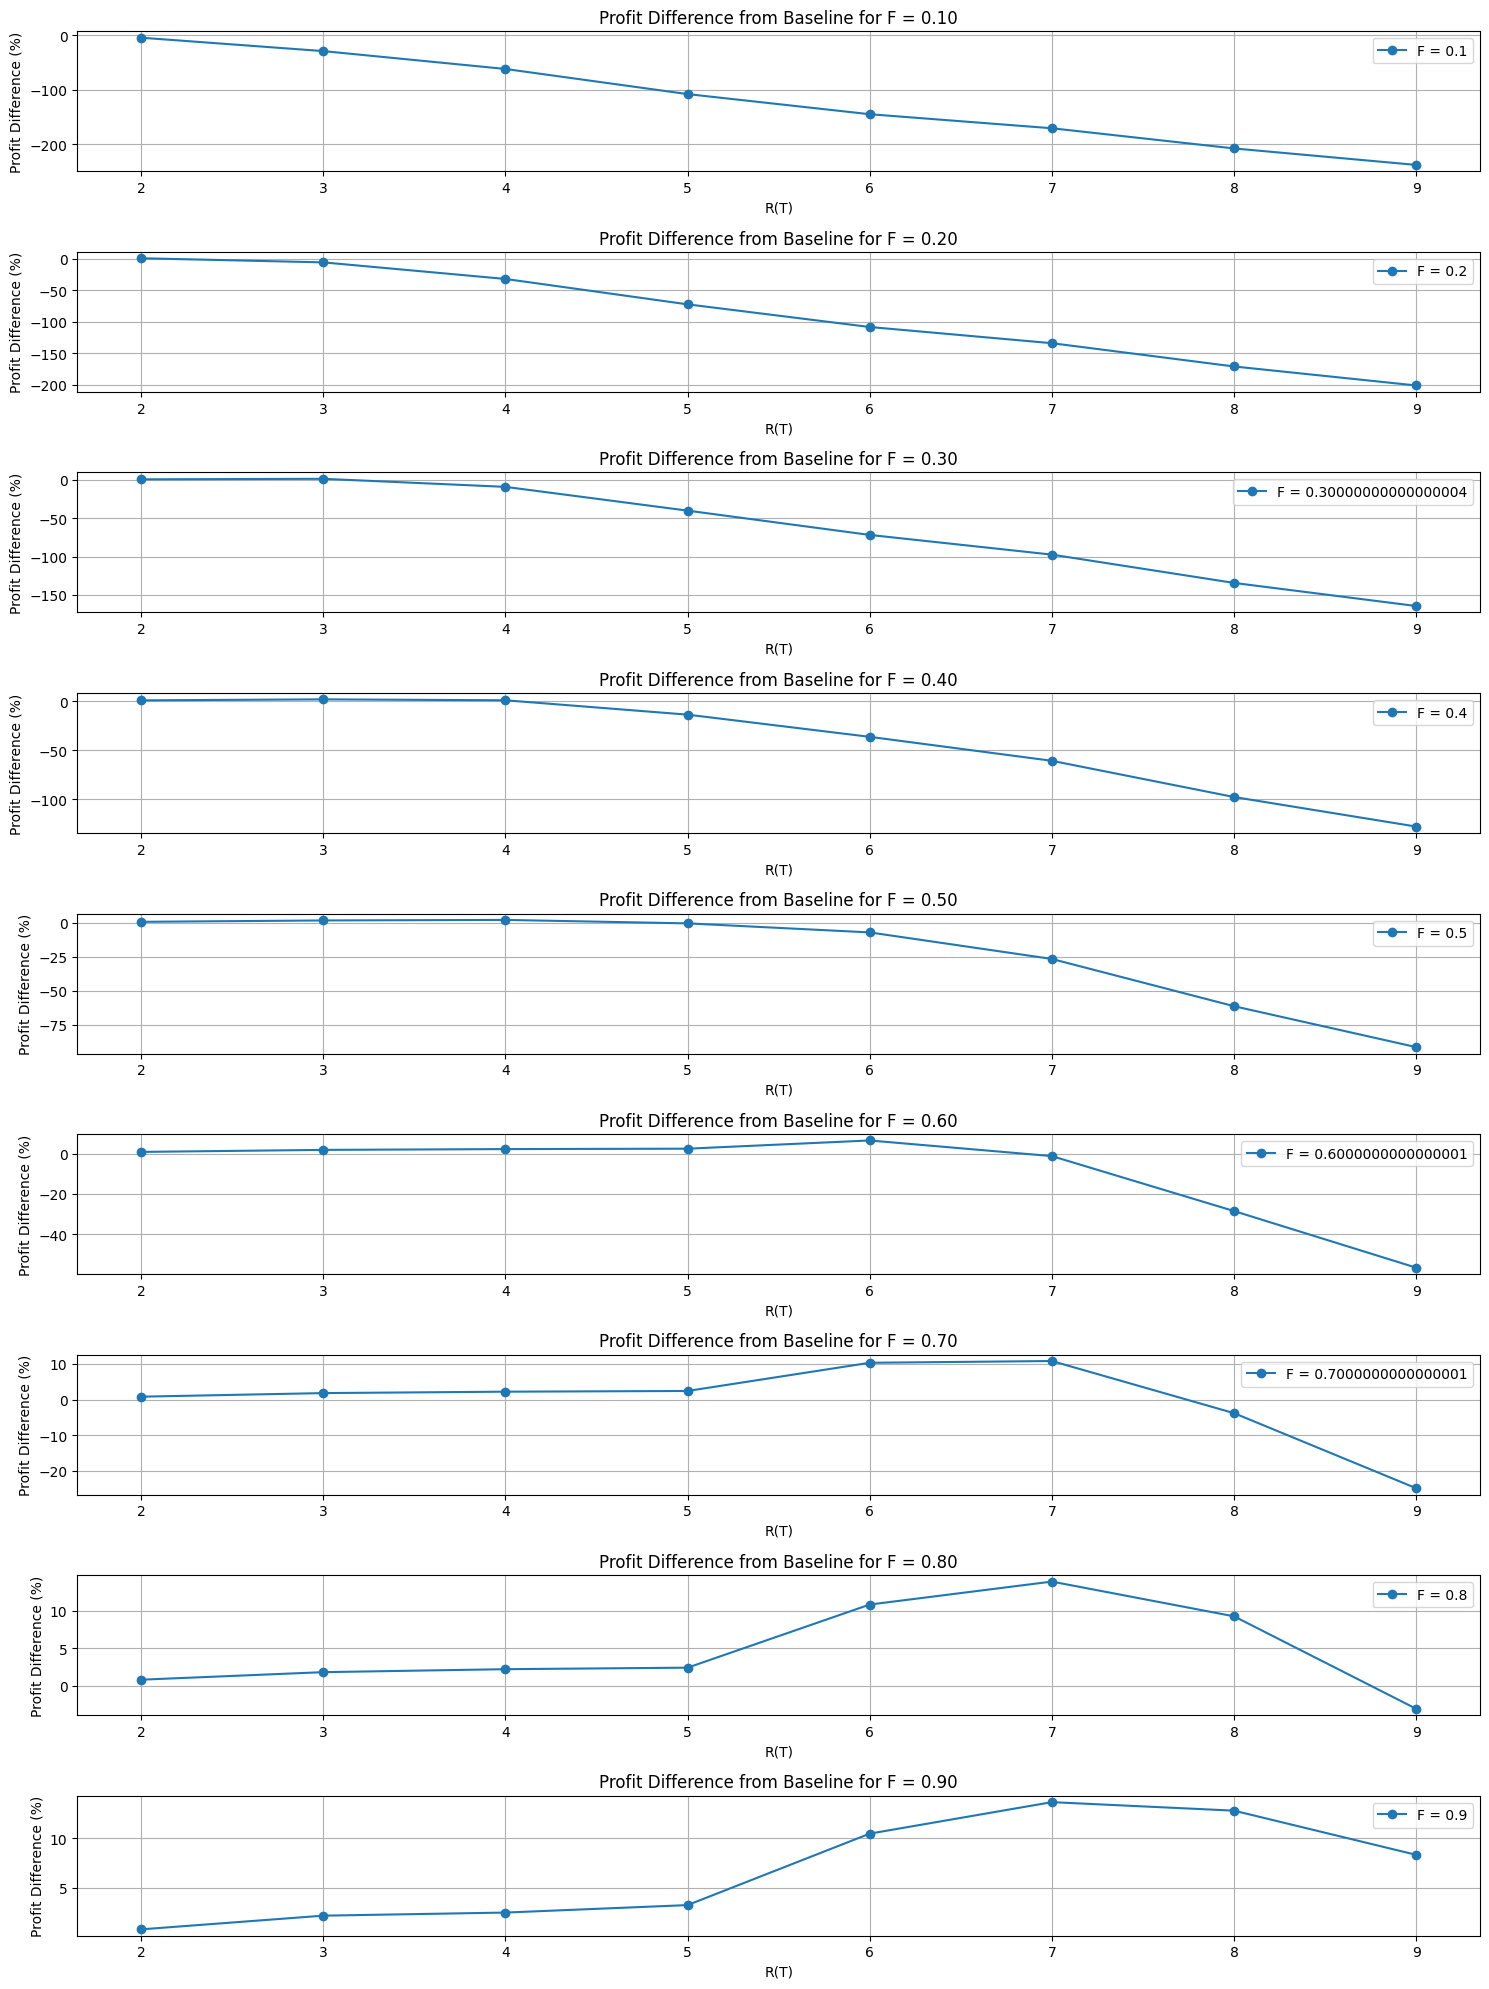 Profit Difference from Baseline for F = 0.10
Profit Difference (%)
0
−100
−200
F = 0.1
2 3 4 5 6 7 8 9
R(T)
Profit Difference from Baseline for F = 0.20
Profit Difference (%)
0
−50
−100
−150
−200
F = 0.2
2 3 4 5 6 7 8 9
R(T)
Profit Difference from Baseline for F = 0.30
Profit Difference (%)
0
−50
−100
−150
F = 0.30000000000000004
2 3 4 5 6 7 8 9
R(T)
Profit Difference from Baseline for F = 0.40
Profit Difference (%)
0
−50
−100
F = 0.4
2 3 4 5 6 7 8 9
R(T)
Profit Difference from Baseline for F = 0.50
Profit Difference (%)
0
−25
−50
−75
F = 0.5
2 3 4 5 6 7 8 9
R(T)
Profit Difference from Baseline for F = 0.60
Profit Difference (%)
0
−20
−40
F = 0.6000000000000001
2 3 4 5 6 7 8 9
R(T)
Profit Difference from Baseline for F = 0.70
Profit Difference (%)
10
0
−10
−20
F = 0.7000000000000001
2 3 4 5 6 7 8 9
R(T)
Profit Difference from Baseline for F = 0.80
Profit Difference (%)
10
5
0
F = 0.8
2 3 4 5 6 7 8 9
R(T)
Profit Difference from Baseline for F = 0.90
Profit Difference (%)
10
5
F = 0.9
2 3 4 5 6 7 8 9
R(T)